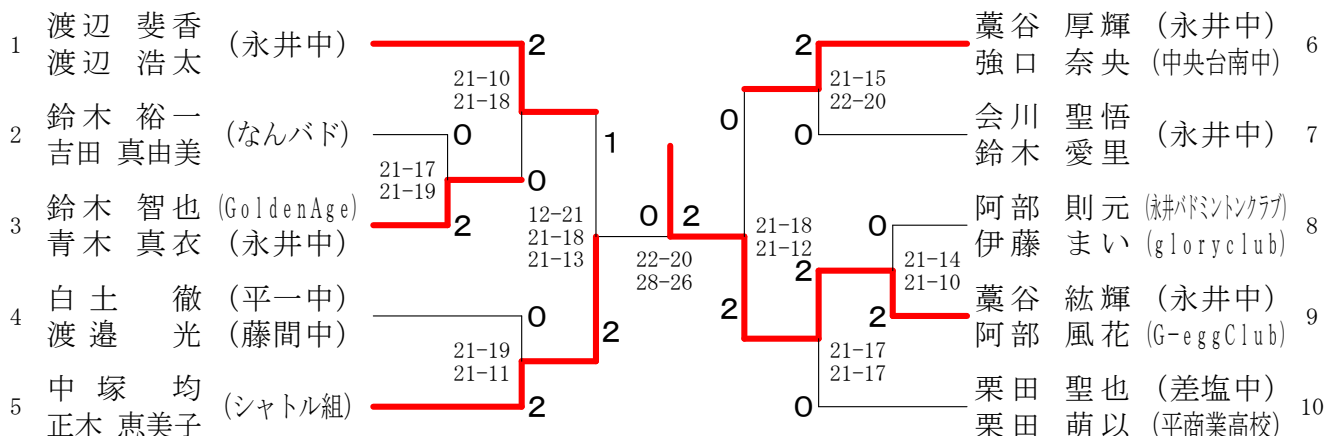 1 渡辺 斐香 (永井中)
渡辺 浩太
2 鈴木 裕一 (なんバド)
吉田 真由美
3 鈴木 智也 (GoldenAge)
青木 真衣 (永井中)
4 白土 徹 (平一中)
渡邉 光 (藤間中)
5 中塚 均 (シャトル組)
正木 恵美子
2
21-10
21-18
0
21-17
21-19
0
2
1
12-21
21-18
21-13
0
21-19
21-11
2
2
0 2
22-20
28-26
2
21-15
22-20
0
0
21-18
21-12
2
2
0
21-14
21-10
2
21-17
21-17
0
藁谷 厚輝 (永井中) 6
強口 奈央 (中央台南中)
会川 聖悟 (永井中) 7
鈴木 愛里
阿部 則元 (永井バドミントンクラブ) 8
伊藤 まい (gloryclub)
藁谷 紘輝 (永井中) 9
阿部 風花 (G-eggClub)
栗田 聖也 (差塩中) 10
栗田 萌以 (平商業高校)